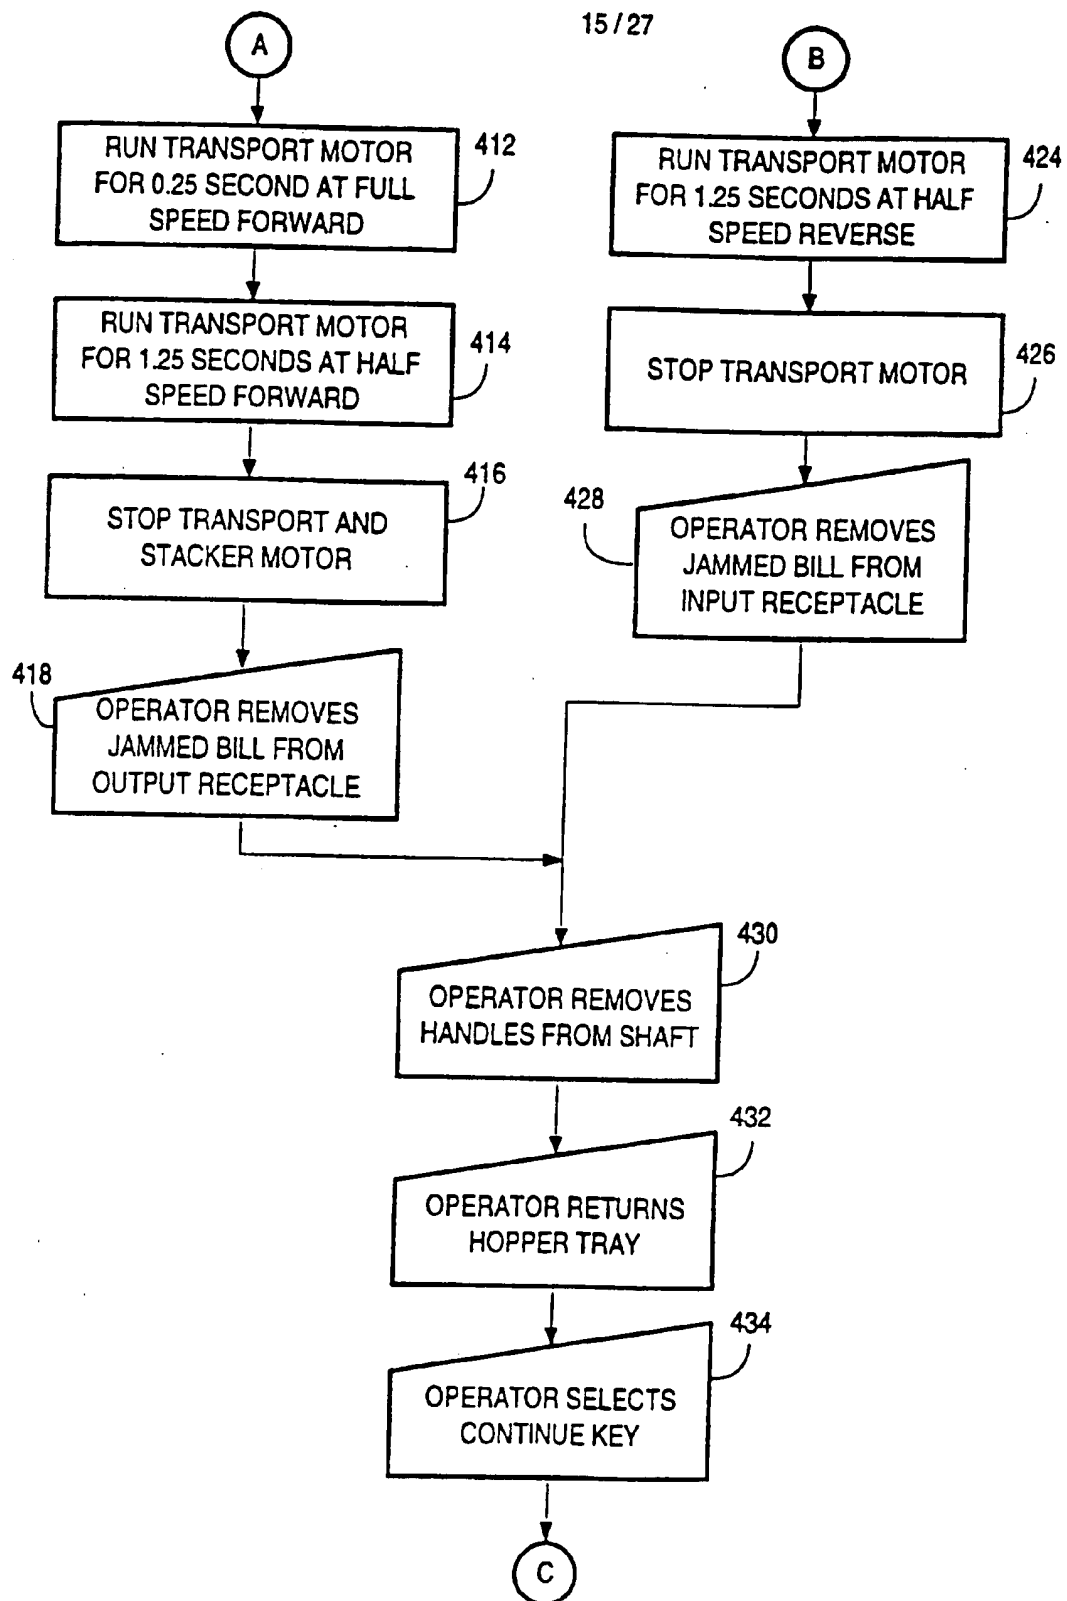 15/27
A
RUN TRANSPORT MOTOR
FOR 0.25 SECOND AT FULL
SPEED FORWARD
412
RUN TRANSPORT MOTOR
FOR 1.25 SECONDS AT HALF
SPEED FORWARD
414
STOP TRANSPORT AND
STACKER MOTOR
416
418
OPERATOR REMOVES
JAMMED BILL FROM
OUTPUT RECEPTACLE
B
RUN TRANSPORT MOTOR
FOR 1.25 SECONDS AT HALF
SPEED REVERSE
424
STOP TRANSPORT MOTOR
426
428
OPERATOR REMOVES
JAMMED BILL FROM
INPUT RECEPTACLE
430
OPERATOR REMOVES
HANDLES FROM SHAFT
432
OPERATOR RETURNS
HOPPER TRAY
434
OPERATOR SELECTS
CONTINUE KEY
C